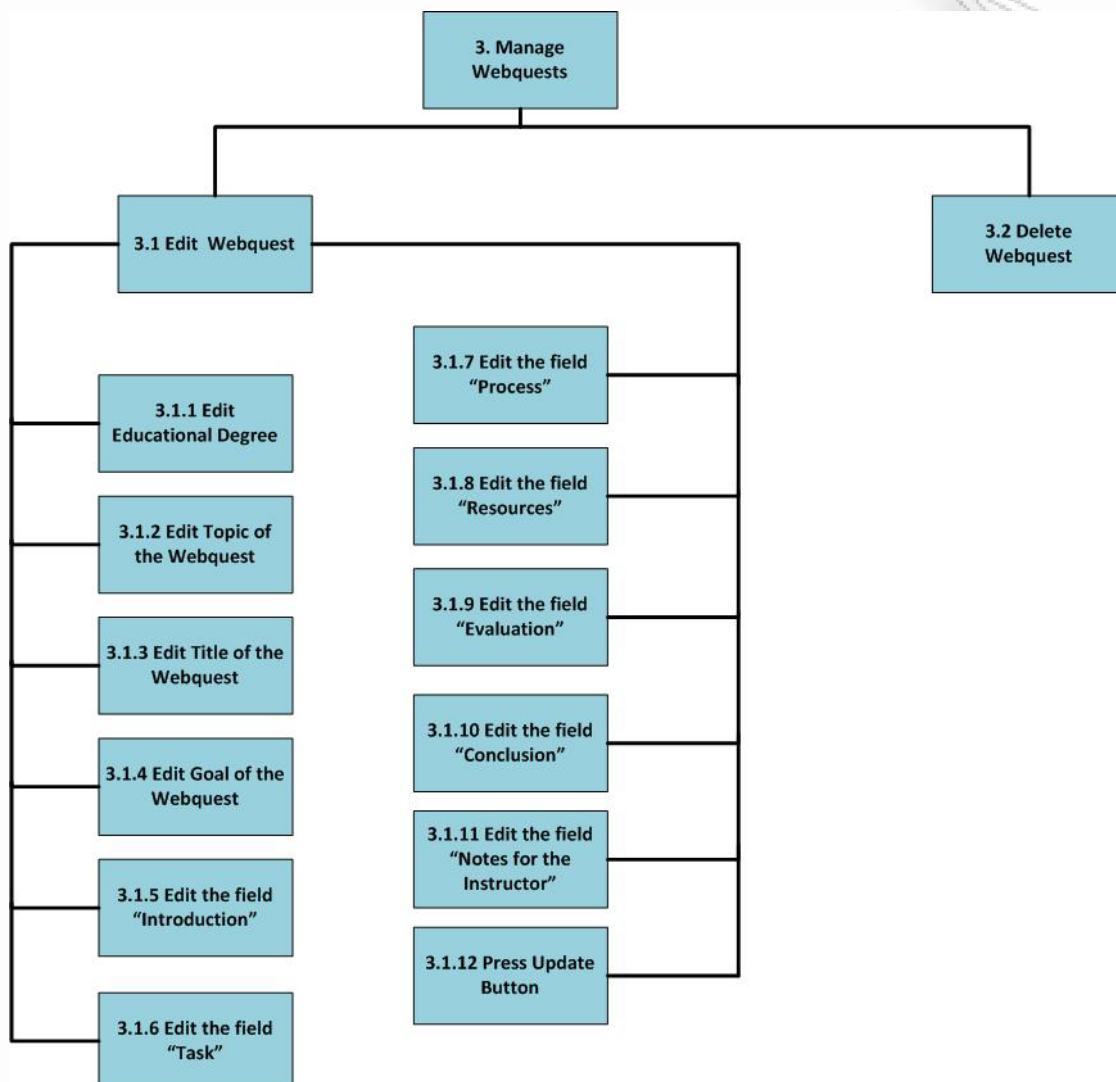 3. Manage
Webquests
3.1 Edit Webquest
3.2 Delete
Webquest
3.1.1 Edit
Educational Degree
3.1.2 Edit Topic of
the Webquest
3.1.3 Edit Title of the
Webquest
3.1.4 Edit Goal of the
Webquest
3.1.5 Edit the field
“Introduction”
3.1.6 Edit the field
“Task”
3.1.7 Edit the field
“Process”
3.1.8 Edit the field
“Resources”
3.1.9 Edit the field
“Evaluation”
3.1.10 Edit the field
“Conclusion”
3.1.11 Edit the field
“Notes for the
Instructor”
3.1.12 Press Update
Button